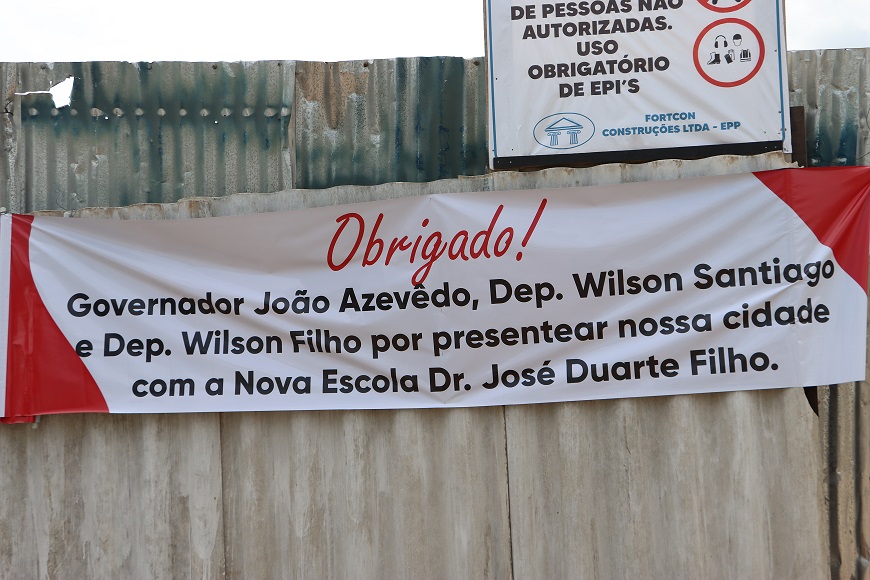 DE PESSOAS NÃO
AUTORIZADAS.
USO
OBRIGATÓRIO
DE EPI'S
FORTCON
CONSTRUÇÕES LTDA - EPP
Obrigado!
Governador João Azevêdo, Dep. Wilson Santiago
e Dep. Wilson Filho por presentear nossa cidade
com a Nova Escola Dr. José Duarte Filho.